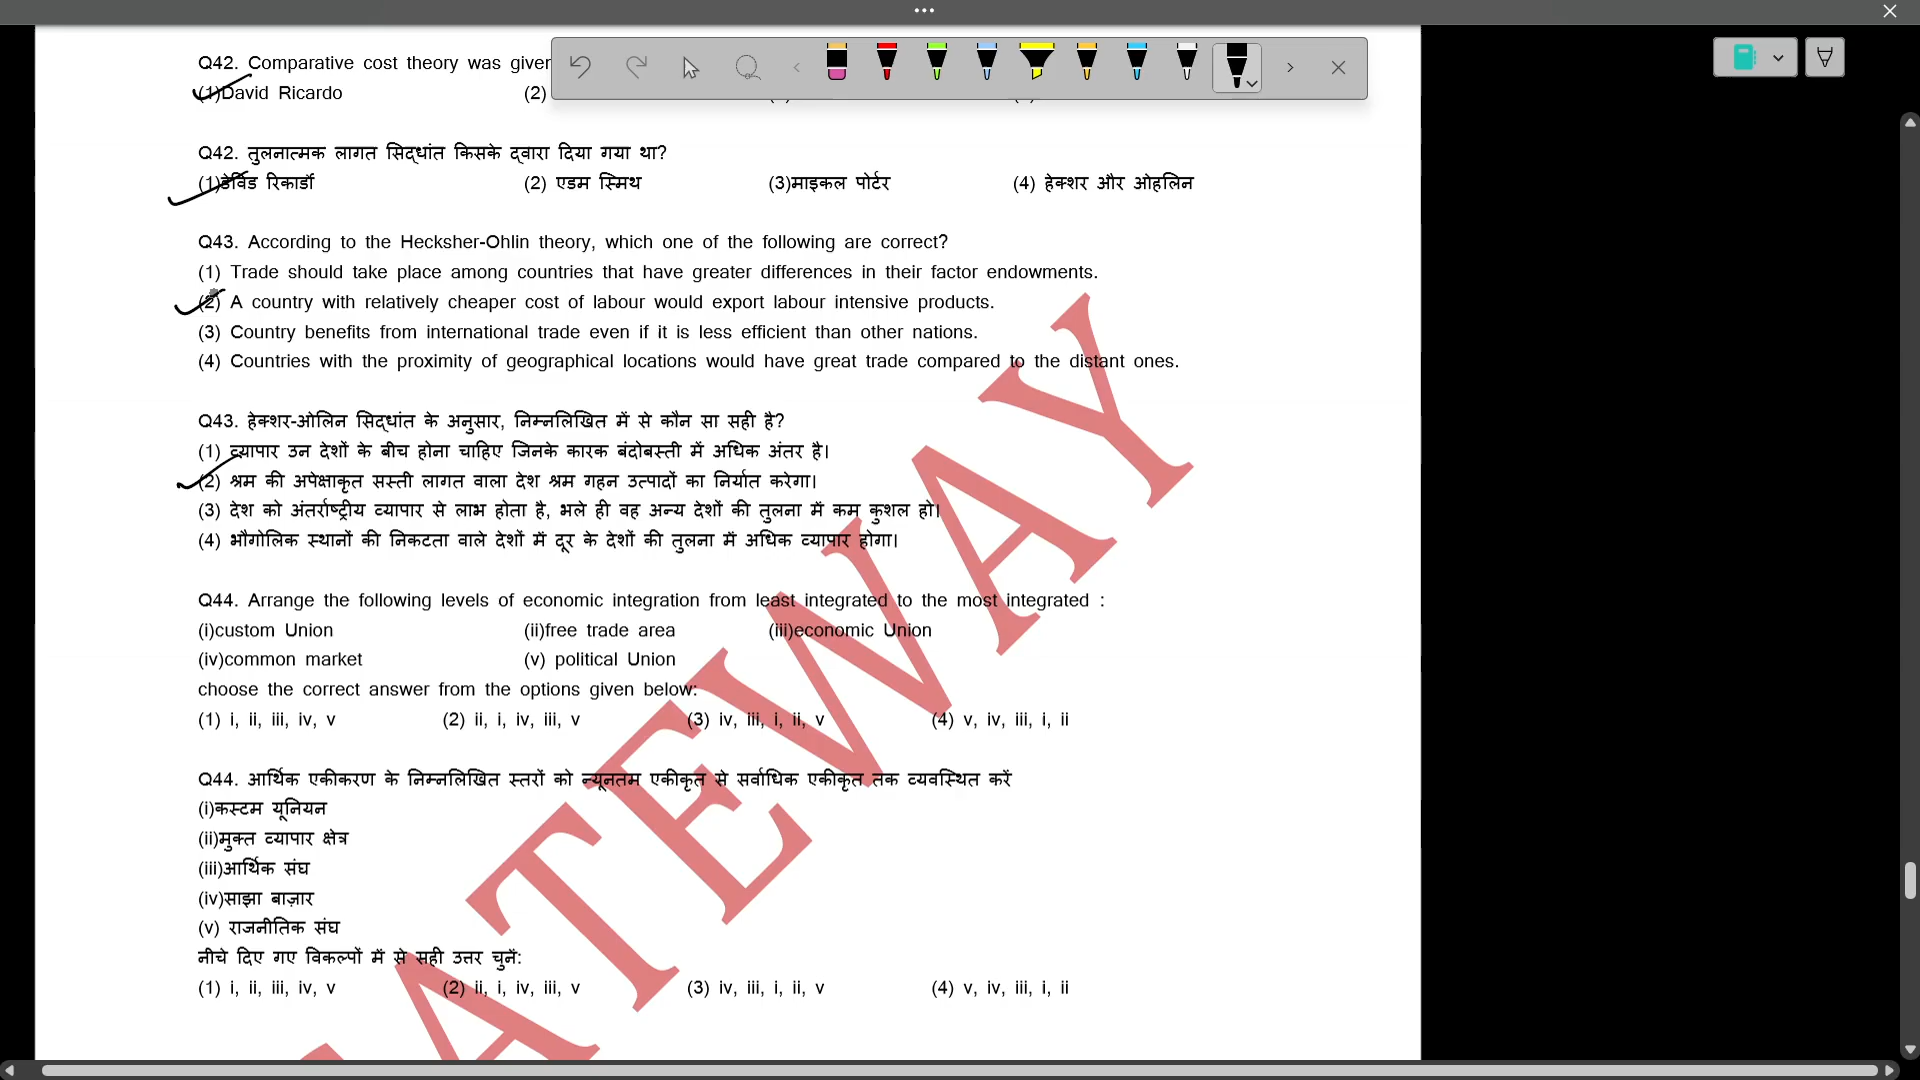 Q42. Comparative cost theory was given
(1)David Ricardo (2)
Q42. तुलनात्मक लागत सिद्धांत किसके द्वारा दिया गया था?
(1)डेविड रिकार्डो (2) एडम स्मिथ (3)माइकल पोर्टर (4) हेक्शर और ओहलिन
Q43. According to the Hecksher-Ohlin theory, which one of the following are correct?
(1) Trade should take place among countries that have greater differences in their factor endowments.
(2) A country with relatively cheaper cost of labour would export labour intensive products.
(3) Country benefits from international trade even if it is less efficient than other nations.
(4) Countries with the proximity of geographical locations would have great trade compared to the distant ones.
Q43. हेक्शर-ओलिन सिद्धांत के अनुसार, निम्नलिखित में से कौन सा सही है?
(1) व्यापार उन देशों के बीच होना चाहिए जिनके कारक बंदोबस्ती में अधिक अंतर है।
(2) श्रम की अपेक्षाकृत सस्ती लागत वाला देश श्रम गहन उत्पादों का निर्यात करेगा।
(3) देश को अंतर्राष्ट्रीय व्यापार से लाभ होता है, भले ही वह अन्य देशों की तुलना में कम कुशल हो।
(4) भौगोलिक स्थानों की निकटता वाले देशों में दूर के देशों की तुलना में अधिक व्यापार होगा।
Q44. Arrange the following levels of economic integration from least integrated to the most integrated :
(i)custom Union (ii)free trade area (iii)economic Union
(iv)common market (v) political Union
choose the correct answer from the options given below:
(1) i, ii, iii, iv, v (2) ii, i, iv, iii, v (3) iv, iii, i, ii, v (4) v, iv, iii, i, ii
Q44. आर्थिक एकीकरण के निम्नलिखित स्तरों को न्यूनतम एकीकृत से सर्वाधिक एकीकृत तक व्यवस्थित करें
(i)कस्टम यूनियन
(ii)मुक्त व्यापार क्षेत्र
(iii)आर्थिक संघ
(iv)साझा बाज़ार
(v) राजनीतिक संघ
नीचे दिए गए विकल्पों में से सही उत्तर चुनें:
(1) i, ii, iii, iv, v (2) ii, i, iv, iii, v (3) iv, iii, i, ii, v (4) v, iv, iii, i, ii
ATEWAY